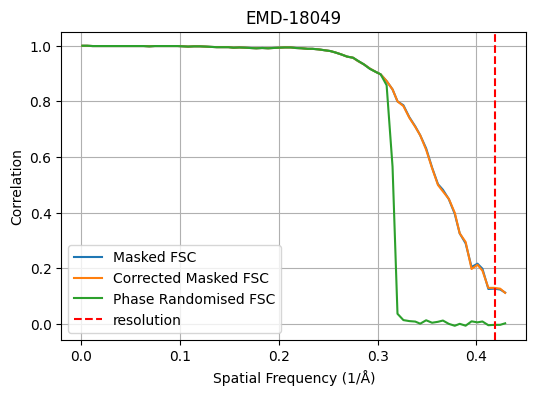 EMD-18049
1.0
0.8
0.6
0.4
0.2
0.0
Correlation
Masked FSC
Corrected Masked FSC
Phase Randomised FSC
resolution
0.0 0.1 0.2 0.3 0.4
Spatial Frequency (1/Å)